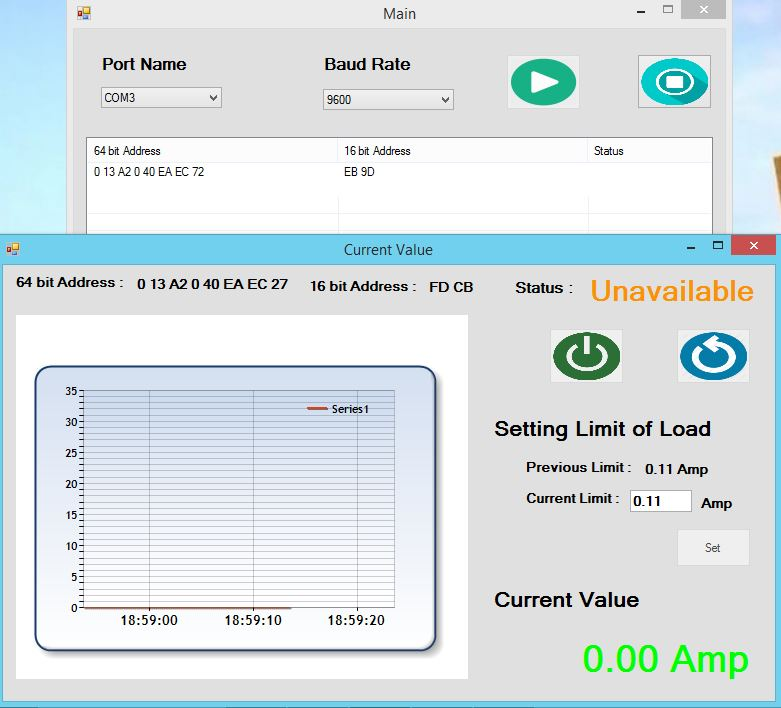 Main
Port Name
Baud Rate
COM3
9600
64 bit Address 16 bit Address Status
0 13 A2 0 40 EA EC 72 EB 9D
Current Value
64 bit Address : 0 13 A2 0 40 EA EC 27 16 bit Address : FD CB Status : Unavailable
35
30
25
20
15
10
5
0
Series1
18:59:00 18:59:10 18:59:20
Setting Limit of Load
Previous Limit : 0.11 Amp
Current Limit : 0.11 Amp
Set
Current Value
0.00 Amp